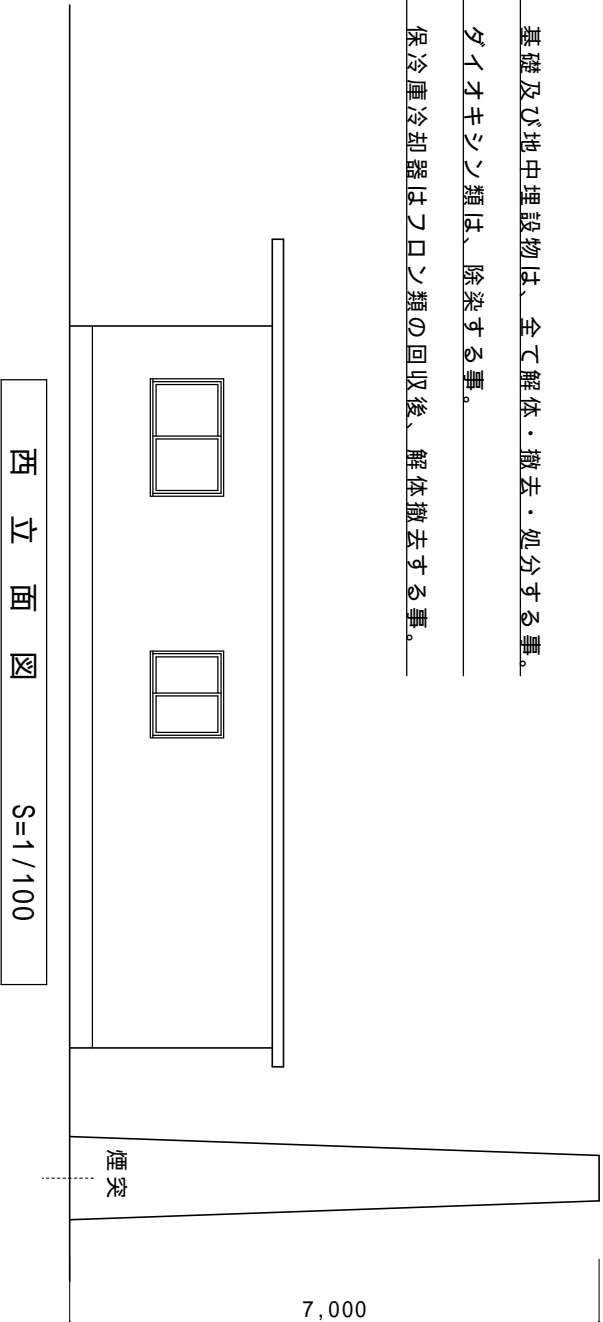 基礎及び地中埋設物は、全て解体・撤去・処分する事。
ダイオキシン類は、除染する事。
保冷庫冷却器はフロン類の回収後、解体撤去する事。
煙突
7,000
西立面図 S=1/100